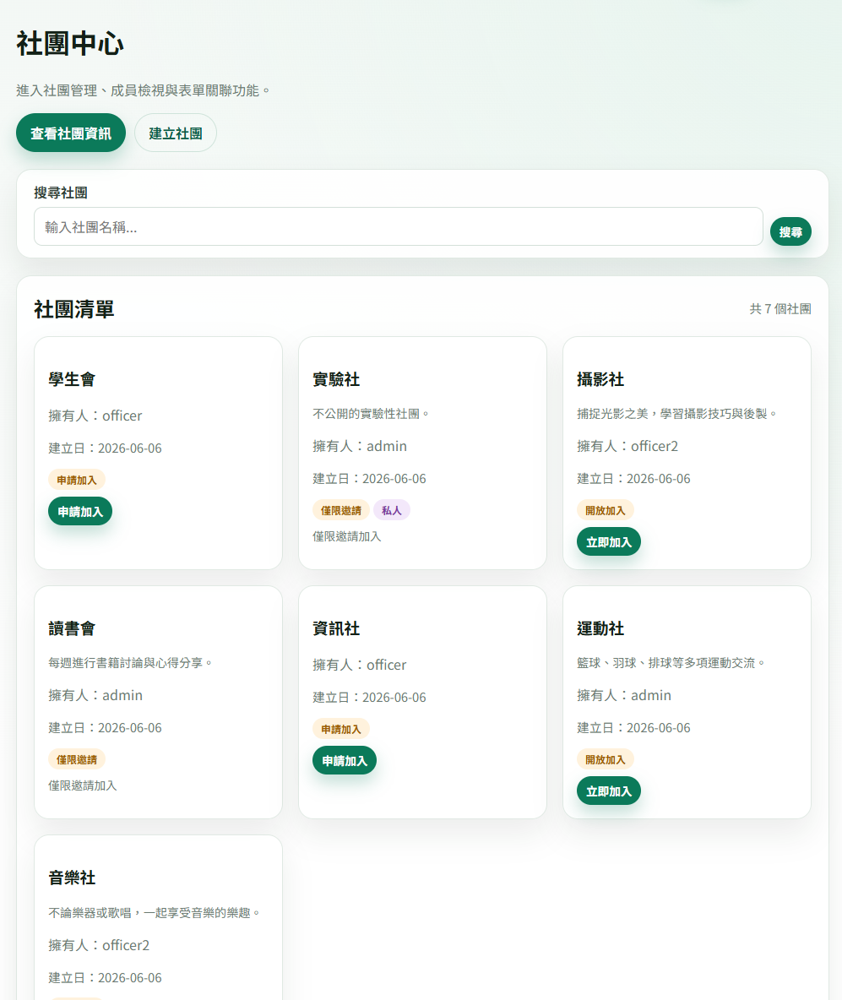 社團中心
進入社團管理、成員檢視與表單關聯功能。
查看社團資訊
建立社團
搜尋社團
輸入社團名稱...
搜尋
社團清單
共 7 個社團
學生會
擁有人：officer
建立日：2026-06-06
申請加入
申請加入
實驗社
不公開的實驗性社團。
擁有人：admin
建立日：2026-06-06
僅限邀請 私人
僅限邀請加入
攝影社
捕捉光影之美，學習攝影技巧與後製。
擁有人：officer2
建立日：2026-06-06
開放加入
立即加入
讀書會
每週進行書籍討論與心得分享。
擁有人：admin
建立日：2026-06-06
僅限邀請
僅限邀請加入
資訊社
擁有人：officer
建立日：2026-06-06
申請加入
申請加入
運動社
籃球、羽球、排球等多項運動交流。
擁有人：admin
建立日：2026-06-06
開放加入
立即加入
音樂社
不論樂器或歌唱，一起享受音樂的樂趣。
擁有人：officer2
建立日：2026-06-06